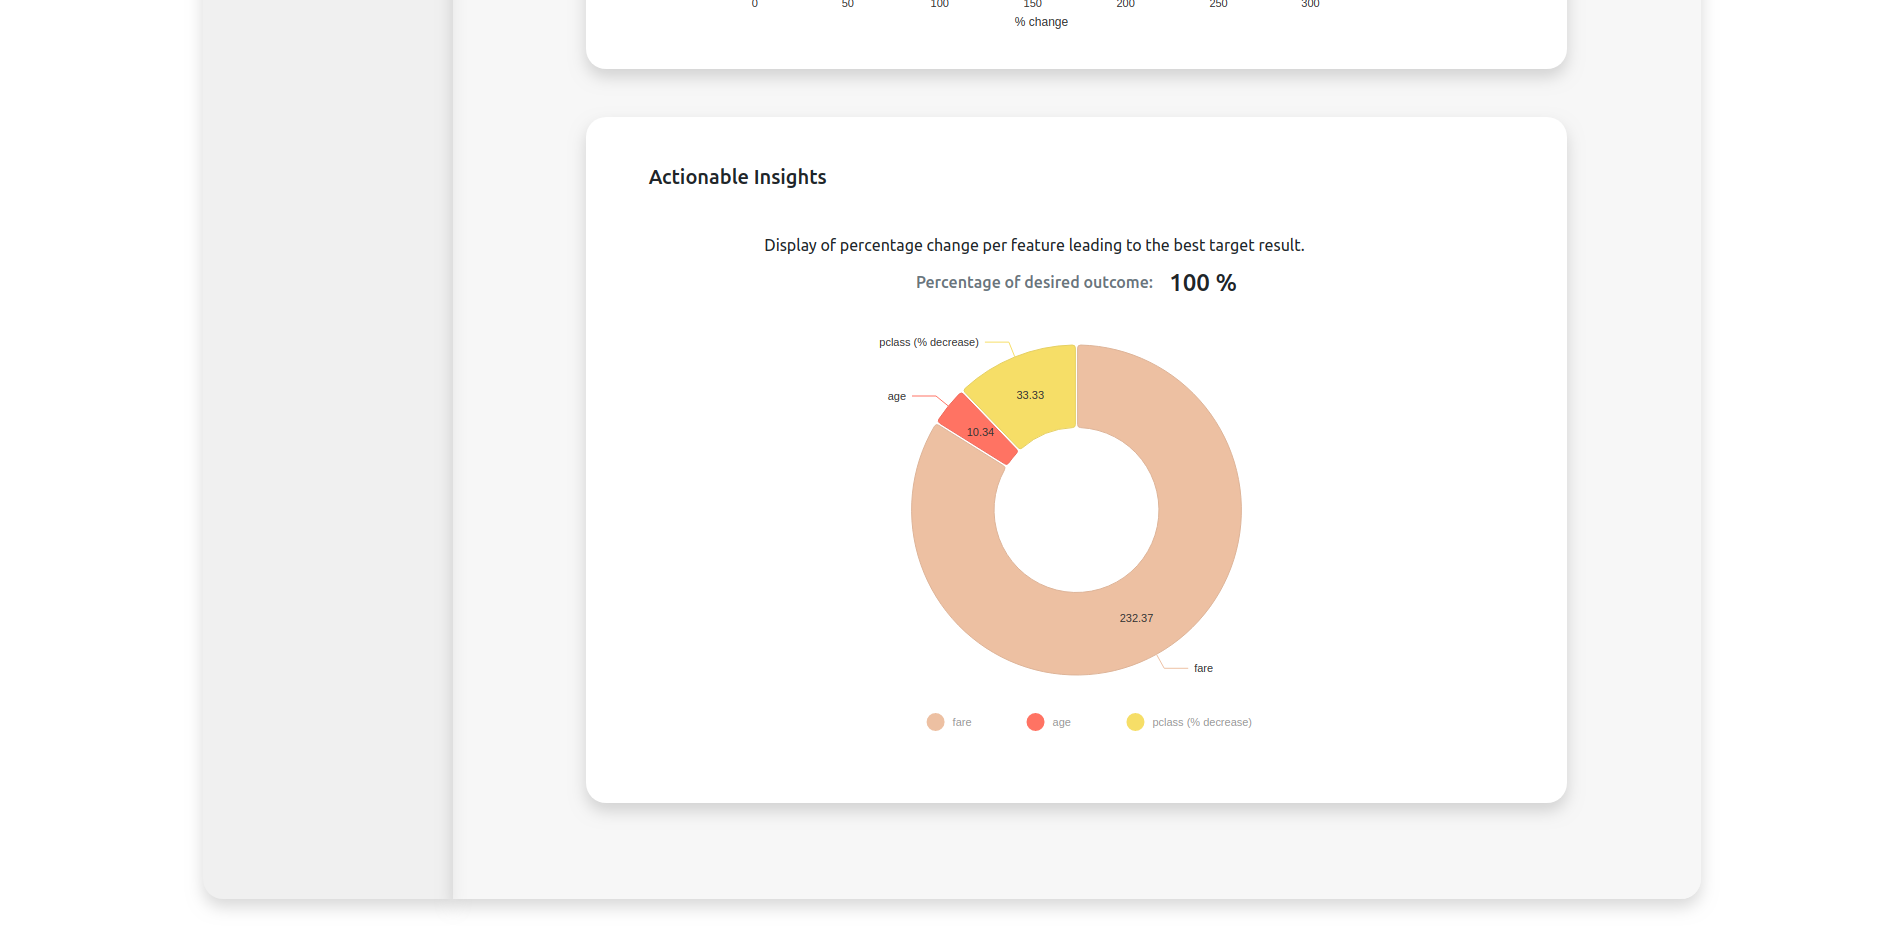 0 50 100 150 200 250 300
% change
Actionable Insights
Display of percentage change per feature leading to the best target result.
Percentage of desired outcome: 100 %
pclass (% decrease)
age
33.33
10.34
232.37
fare
fare age pclass (% decrease)